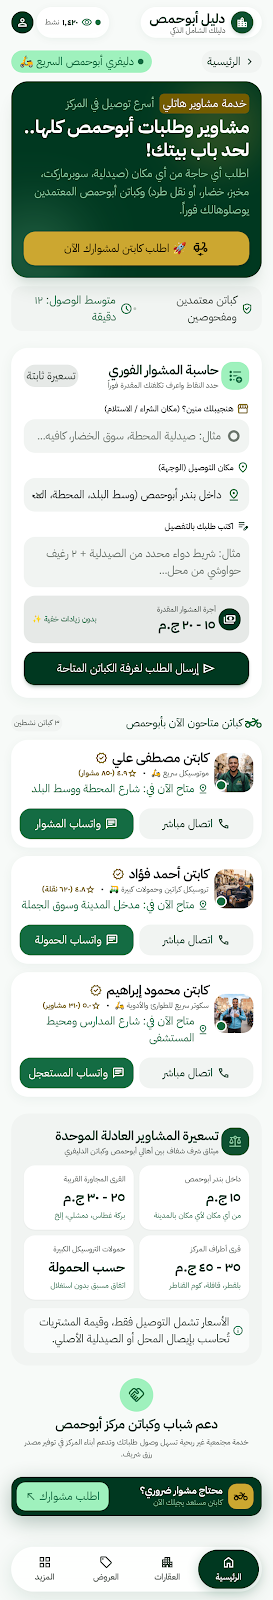 دليل أبوحمص
دليلك الشامل الذكي
١,٤٢٠ نشط
الرئيسية
دليفري أبوحمص السريع 🛵
خدمة مشاوير هاتلي
أسرع توصيل في المركز
مشاوير وطلبات أبوحمص كلها..
لحد باب بيتك!
اطلب أي حاجة من أي مكان (صيدلية، سوبرماركت،
مخبز، خضار، أو نقل طرد) وكباتن أبوحمص المعتمدين
يوصلوهالك فوراً.
🚀 اطلب كابتن لمشوارك الآن
كباتن معتمدين
ومفحوصين
متوسط الوصول: ١٢
دقيقة
حاسبة المشوار الفوري
حدد النقاط واعرف تكلفتك المقدرة فوراً
تسعيرة ثابتة
هنجيبلك منين؟ (مكان الشراء / الاستلام)
مثال: صيدلية المحطة، سوق الخضار، كافيه...
مكان التوصيل (الوجهة)
داخل بندر أبوحمص (وسط البلد، المحطة،
اكتب طلبك بالتفصيل
مثال: شريط دواء محدد من الصيدلية + ٢ رغيف
حواوشي من محل...
أجرة المشوار المقدرة
١٥ - ٢٠ ج.م
بدون زيادات خفية ✨
إرسال الطلب لغرفة الكباتن المتاحة
كباتن متاحون الآن بأبوحمص
٣ كباتن نشطين
كابتن مصطفى علي
موتوسيكل سريع 🛵 • ٤.٩ (٨٥٠ مشوار)
متاح الآن في: شارع المحطة ووسط البلد
اتصال مباشر
واتساب المشوار
كابتن أحمد فؤاد
تروسيكل كراتين وحمولات كبيرة 🛺 • ٤.٨ (٦٢٠ نقلة)
متاح الآن في: مدخل المدينة وسوق الجملة
اتصال مباشر
واتساب الحمولة
كابتن محمود إبراهيم
سكوتر سريع للطوارئ والأدوية 🛵 • ٥.٠ (٣١٠ مشاوير)
متاح الآن في: شارع المدارس ومحيط
المستشفى
اتصال مباشر
واتساب المستعجل
تسعيرة المشاوير العادلة الموحدة
ميثاق شرف شفاف بين أهالي أبوحمص وكباتن الدليفري
داخل بندر أبوحمص
١٥ ج.م
من أي مكان لأي مكان بالمدينة
القرى المجاورة القريبة
٢٥ - ٣٠ ج.م
بركة غطاس، دمشلي، إلخ
قرى أطراف المركز
٣٥ - ٤٥ ج.م
بلقطر، قافلة، كوم القناطر
حمولات التروسيكل الكبيرة
حسب الحمولة
اتفاق مسبق بدون استغلال
الأسعار تشمل التوصيل فقط، وقيمة المشتريات
تُحاسب بإيصال المحل أو الصيدلية الأصلي.
دعم شباب وكباتن مركز أبوحمص
خدمة مجتمعية غير ربحية تسهل وصول طلباتك وتدعم أبناء المركز في توفير مصدر
رزق شريف.
محتاج مشوار ضروري؟
كابتن مستعد يجيلك الآن
اطلب مشوارك
الرئيسية
العقارات
العروض
المزيد